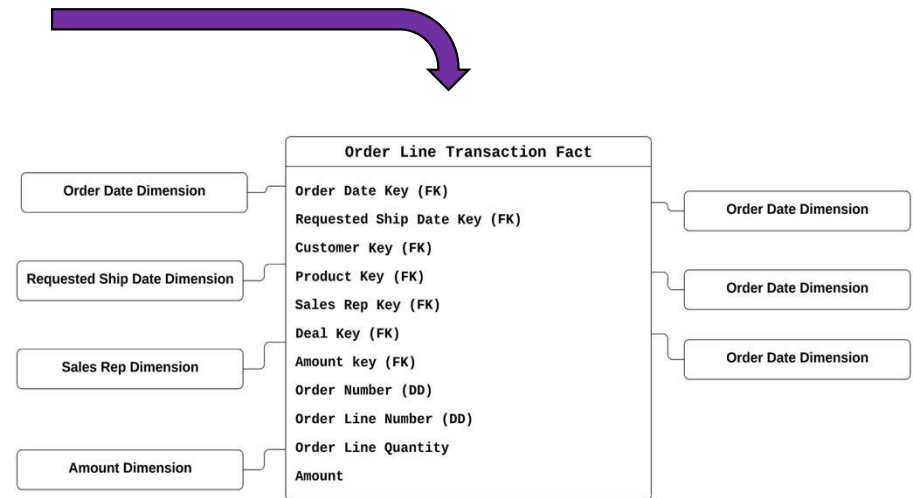 Order Line Transaction Fact
Order Date Key (FK)
Requested Ship Date Key (FK)
Customer Key (FK)
Product Key (FK)
Sales Rep Key (FK)
Deal Key (FK)
Amount key (FK)
Order Number (DD)
Order Line Number (DD)
Order Line Quantity
Amount
Order Date Dimension
Requested Ship Date Dimension
Sales Rep Dimension
Amount Dimension
Order Date Dimension
Order Date Dimension
Order Date Dimension